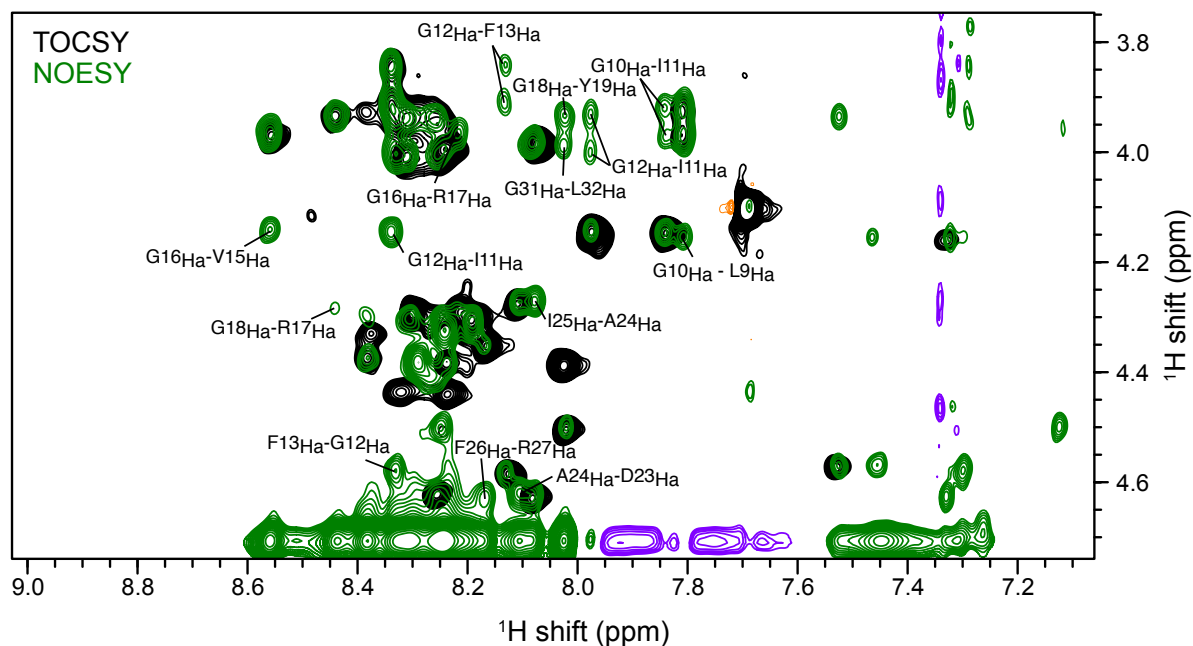 TOCSY
NOESY
G12Ha-F13Ha
G10Ha-I11Ha
G18Ha-Y19Ha
G12Ha-I11Ha
G31Ha-L32Ha
G16Ha-R17Ha
G16Ha-V15Ha
G12Ha-I11Ha
G10Ha - L9Ha
G18Ha-R17Ha
I25Ha-A24Ha
F13Ha-G12Ha
F26Ha-R27Ha
A24Ha-D23Ha
3.8
4.0
4.2
4.4
4.6
¹H shift (ppm)
9.0 8.8 8.6 8.4 8.2 8.0 7.8 7.6 7.4 7.2
¹H shift (ppm)